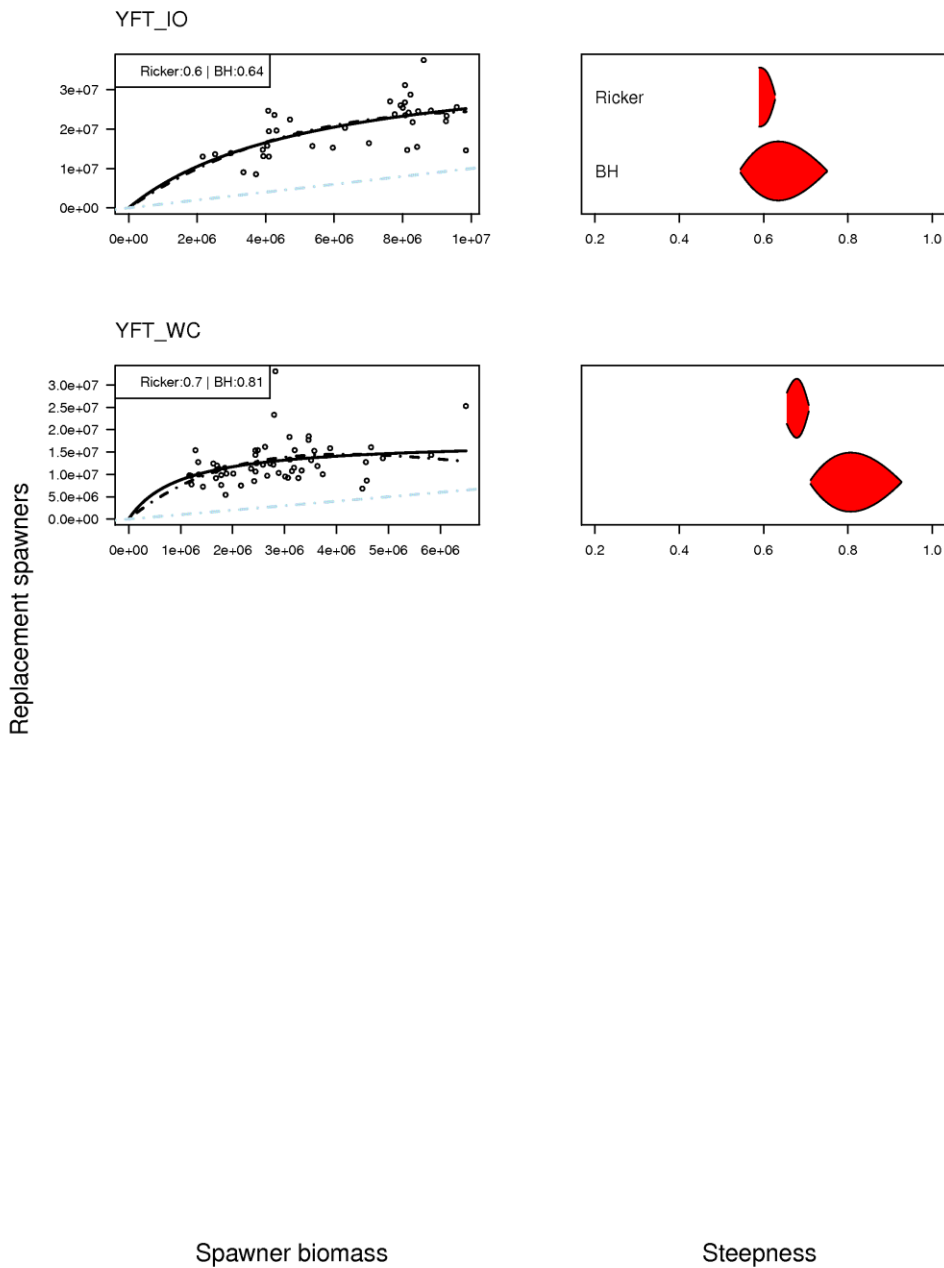 YFT_IO
Ricker:0.6 | BH:0.64
3e+07
2e+07
1e+07
0e+00
0e+00 2e+06 4e+06 6e+06 8e+06 1e+07
Ricker
BH
0.2 0.4 0.6 0.8 1.0
YFT_WC
Ricker:0.7 | BH:0.81
3.0e+07
2.5e+07
2.0e+07
1.5e+07
1.0e+07
5.0e+06
0.0e+00
0e+00 1e+06 2e+06 3e+06 4e+06 5e+06 6e+06
0.2 0.4 0.6 0.8 1.0
Replacement spawners
Spawner biomass
Steepness